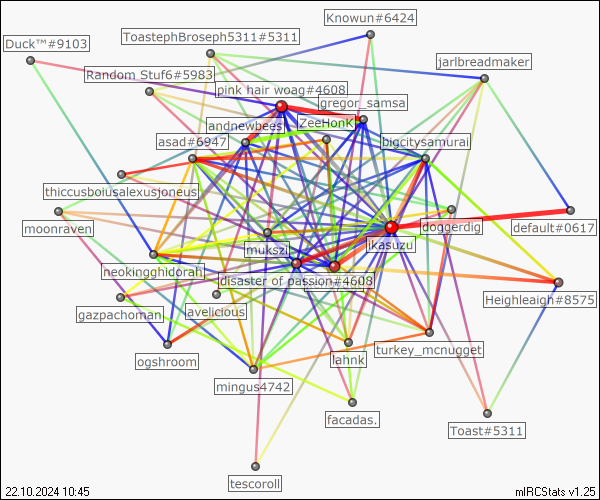 Knowun#6424
ToastephBroseph5311#5311
Duck™#9103
jarlbreadmaker
Random Stuf6#5983
pink hair woag#4608
gregor_samsa
andnewbees
ZeeHonK
asad#6947
bigcitysamurai
thiccusboiusalexusjoneus
moonraven
doggerdig
default#0617
ikasuzu
mukszi
neokingghidorah
disaster of passion#4608
Heighleaigh#8575
gazpachoman
avelicious
ogshroom
lahnk
turkey_mcnugget
mingus4742
facadas.
Toast#5311
tescoroll
22.10.2024 10:45
mIRCStats v1.25